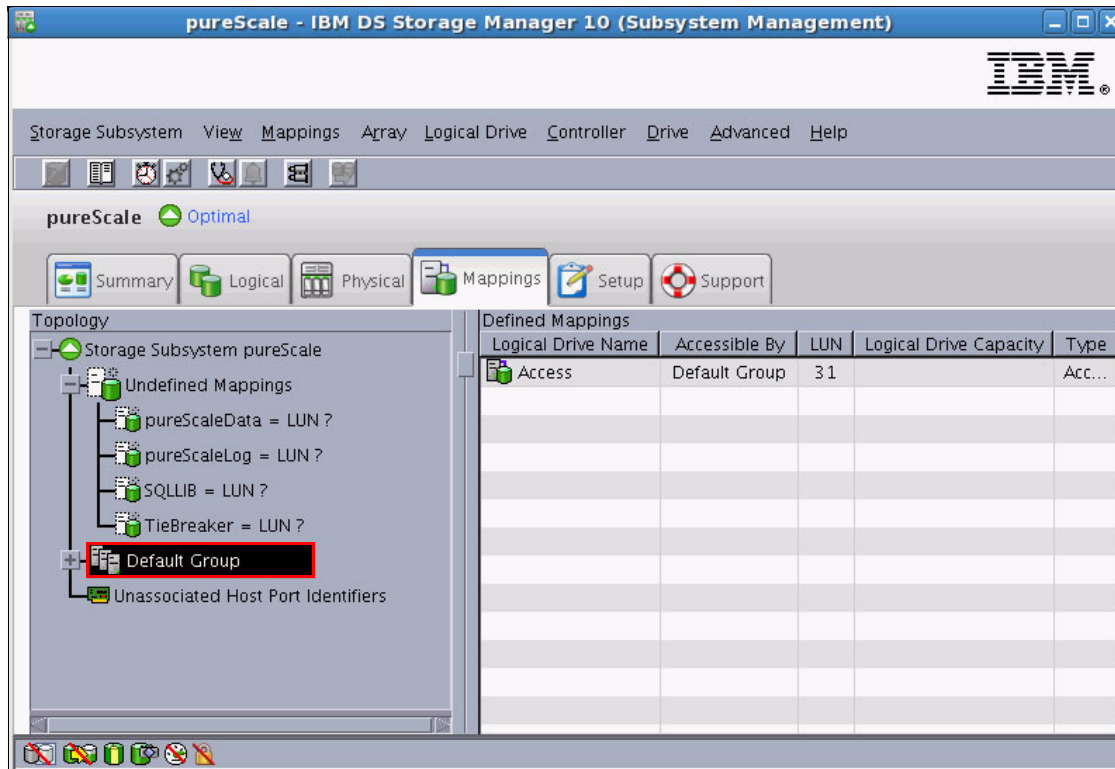 pureScale - IBM DS Storage Manager 10 (Subsystem Management)
IBM®
Storage Subsystem View Mappings Array Logical Drive Controller Drive Advanced Help
pureScale Optimal
Summary Logical Physical Mappings Setup Support
Topology
Storage Subsystem pureScale
Undefined Mappings
pureScaleData = LUN ?
pureScaleLog = LUN ?
SQLLIB = LUN ?
TieBreaker = LUN ?
Default Group
Unassociated Host Port Identifiers
Defined Mappings
Logical Drive Name Accessible By LUN Logical Drive Capacity Type
Access Default Group 31 Acc...